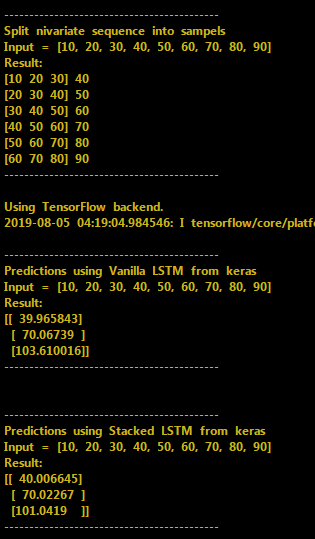 -------------------------------------------
Split nivariate sequence into sampels
Input = [10, 20, 30, 40, 50, 60, 70, 80, 90]
Result:
[10 20 30] 40
[20 30 40] 50
[30 40 50] 60
[40 50 60] 70
[50 60 70] 80
[60 70 80] 90
-------------------------------------------
Using TensorFlow backend.
2019-08-05 04:19:04.984546: I tensorflow/core/platf
-------------------------------------------
Predictions using Vanilla LSTM from keras
Input = [10, 20, 30, 40, 50, 60, 70, 80, 90]
Result:
[[ 39.965843]
[ 70.06739 ]
[103.610016]]
-------------------------------------------
-------------------------------------------
Predictions using Stacked LSTM from keras
Input = [10, 20, 30, 40, 50, 60, 70, 80, 90]
Result:
[[ 40.006645]
[ 70.02267 ]
[101.0419 ]]
-------------------------------------------